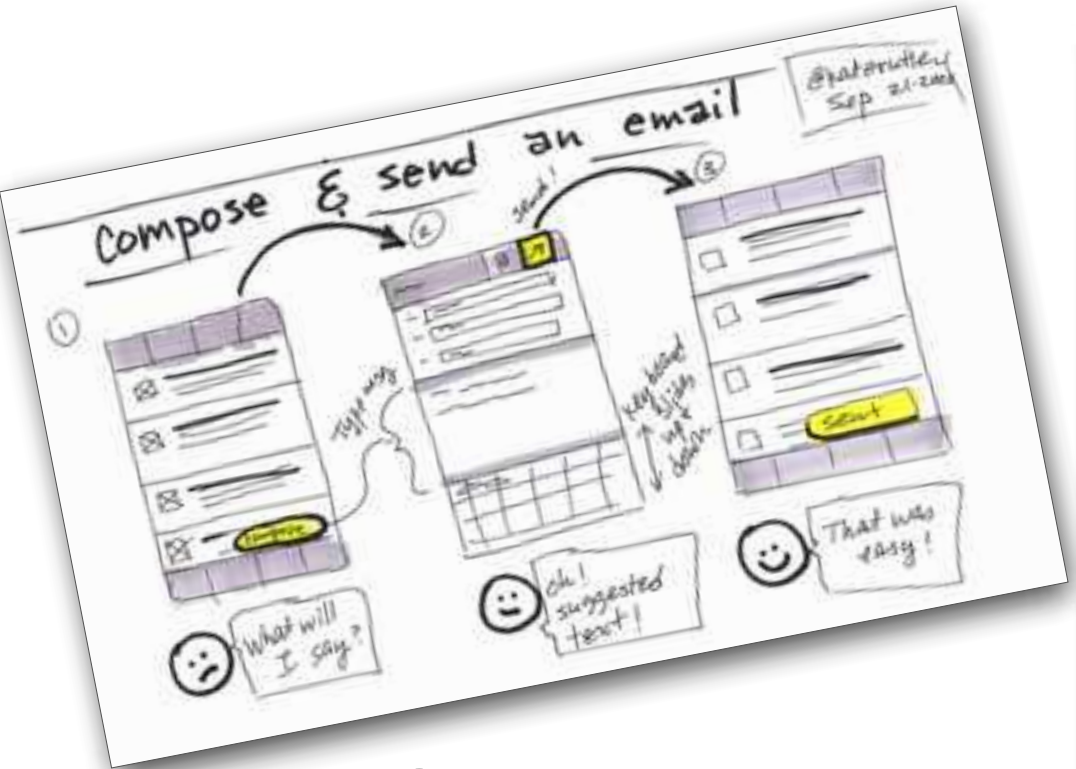 Compose & send an email
Sep
1
Compose
Type msg
2
send!
Keyboard
slides
up &
down
3
Sent
What will
I say?
oh!
suggested
text!
That was
easy!